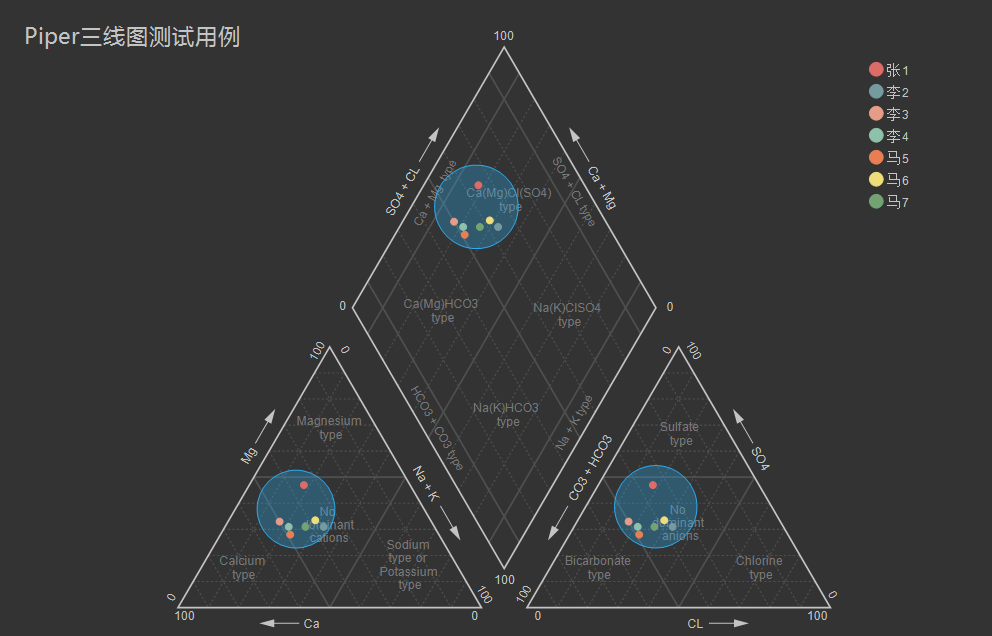 Piper三线图测试用例
100
张1
李2
李3
李4
马5
马6
马7
SO4 + CL
Ca + Mg type
Ca(Mg)Cl(SO4)
type
SO4 + CL type
Ca + Mg
0
0
Ca(Mg)HCO3
type
Na(K)ClSO4
type
HCO3 + CO3 type
Na(K)HCO3
type
Na + K type
100
100
0
Magnesium
type
Mg
Na + K
No
dominant
cations
Calcium
type
Sodium
type or
Potassium
type
0
100
100
0
Ca
0
100
Sulfate
type
CO3 + HCO3
SO4
No
dominant
anions
Bicarbonate
type
Chlorine
type
100
0
0
100
CL